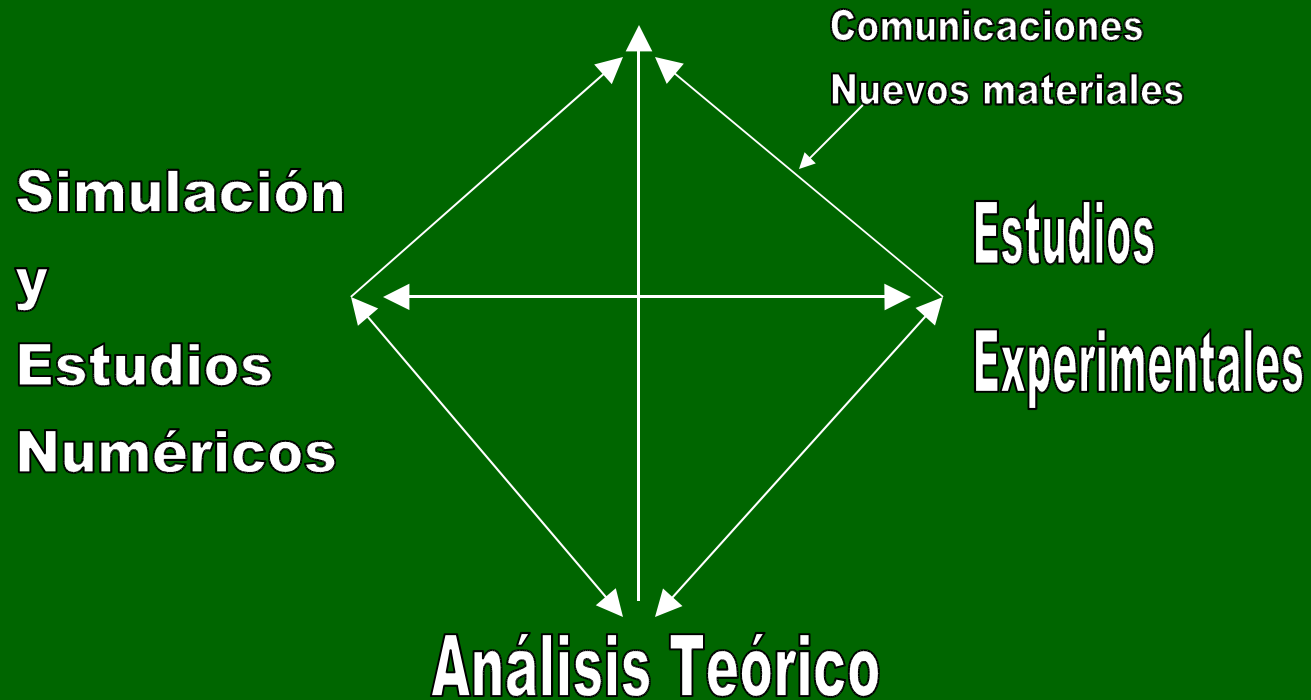 Comunicaciones
Nuevos materiales
Simulación
y
Estudios
Numéricos
Estudios
Experimentales
Análisis Teórico